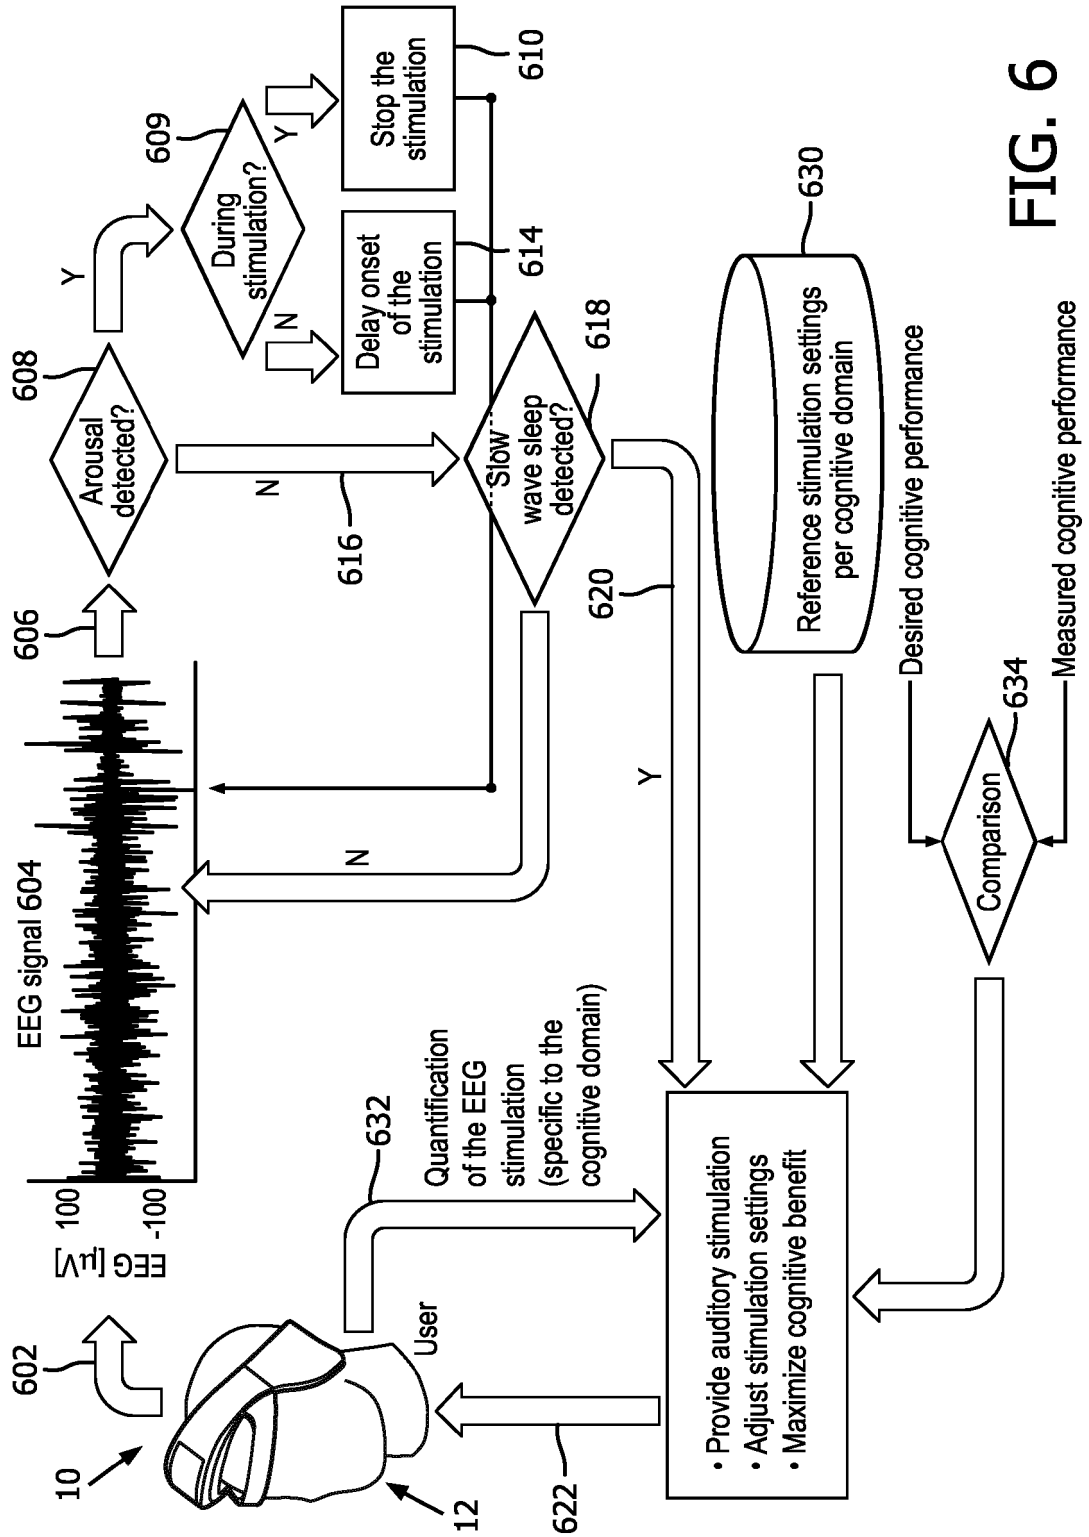 602
EEG [µV]
100
-100
EEG signal 604
606
Arousal
detected?
608
Y
During
stimulation?
609
Y
N
Stop the
stimulation
610
Delay onset
of the
stimulation
614
N
616
Slow
wave sleep
detected?
618
N
620
Y
10
12
User
632
Quantification
of the EEG
stimulation
(specific to the
cognitive domain)
622
• Provide auditory stimulation
• Adjust stimulation settings
• Maximize cognitive benefit
Reference stimulation settings
per cognitive domain
630
Desired cognitive performance
Comparison
634
Measured cognitive performance
FIG. 6